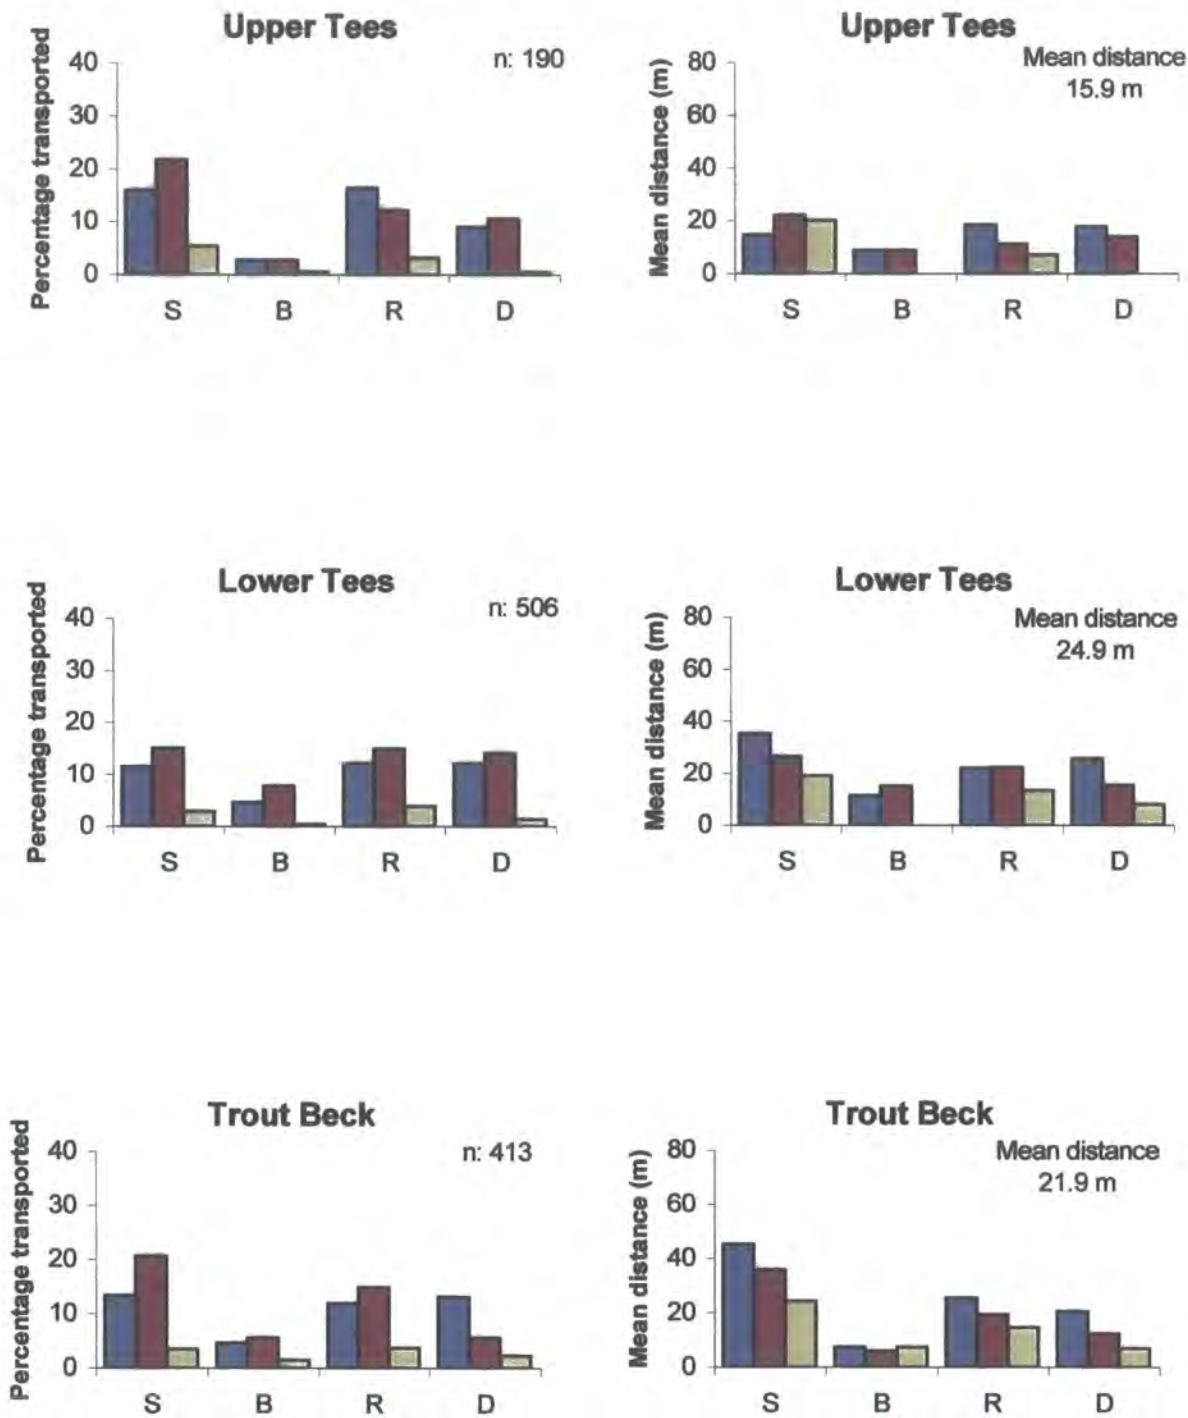 Upper Tees
n: 190
Percentage transported
40
30
20
10
0
S B R D
Upper Tees
Mean distance
15.9 m
Mean distance (m)
80
60
40
20
0
S B R D
Lower Tees
n: 506
Percentage transported
40
30
20
10
0
S B R D
Lower Tees
Mean distance
24.9 m
Mean distance (m)
80
60
40
20
0
S B R D
Trout Beck
n: 413
Percentage transported
40
30
20
10
0
S B R D
Trout Beck
Mean distance
21.9 m
Mean distance (m)
80
60
40
20
0
S B R D